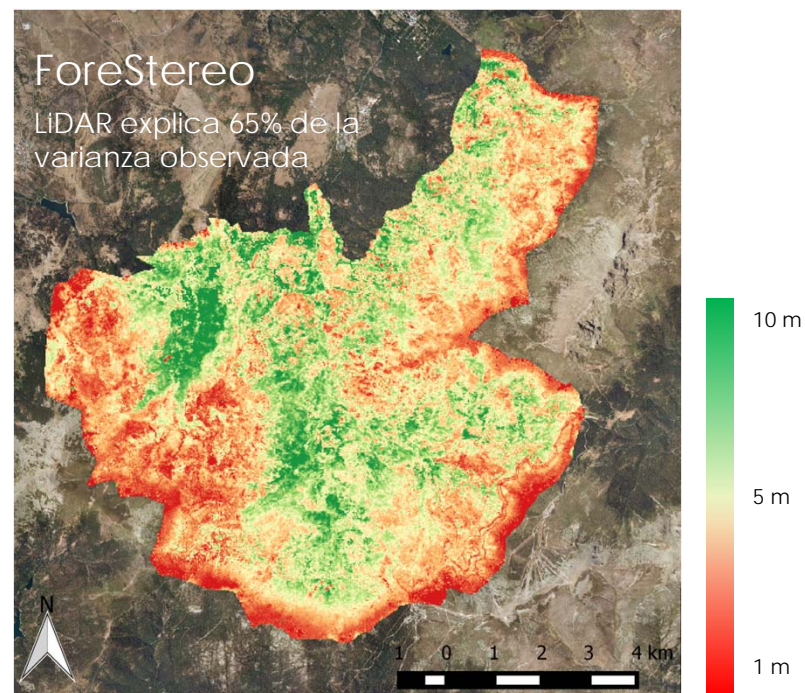 ForeStereo
LiDAR explica 65% de la
varianza observada
10 m
5 m
1 m
N
1 0 1 2 3 4 km